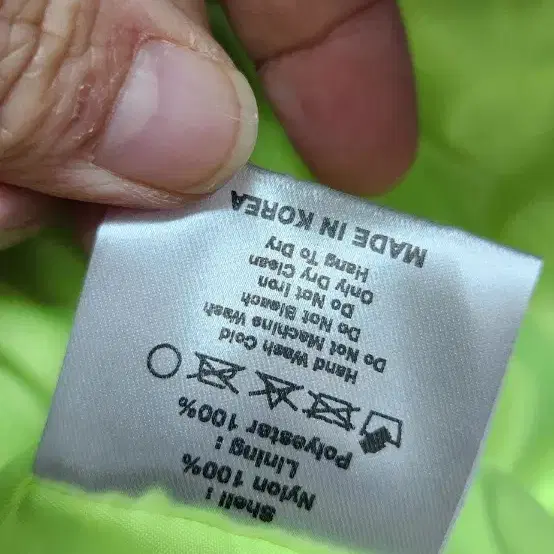 Shell :
Nylon 100%
Lining :
Polyester 100%
Hand Wash Cold
Do Not Machine Wash
Do Not Bleach
Do Not Iron
Only Dry Clean
Hang To Dry
MADE IN KOREA